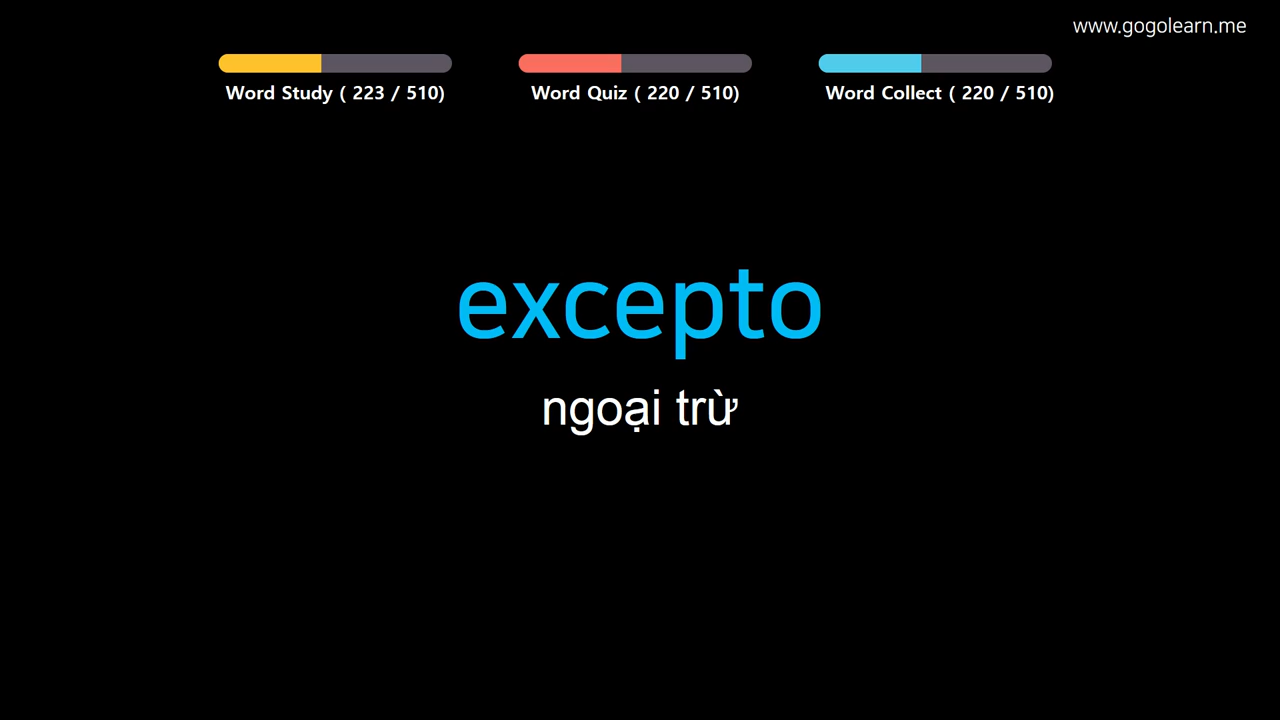 www.gogolearn.me
Word Study ( 223 / 510)
Word Quiz ( 220 / 510)
Word Collect ( 220 / 510)
excepto
ngoại trừ